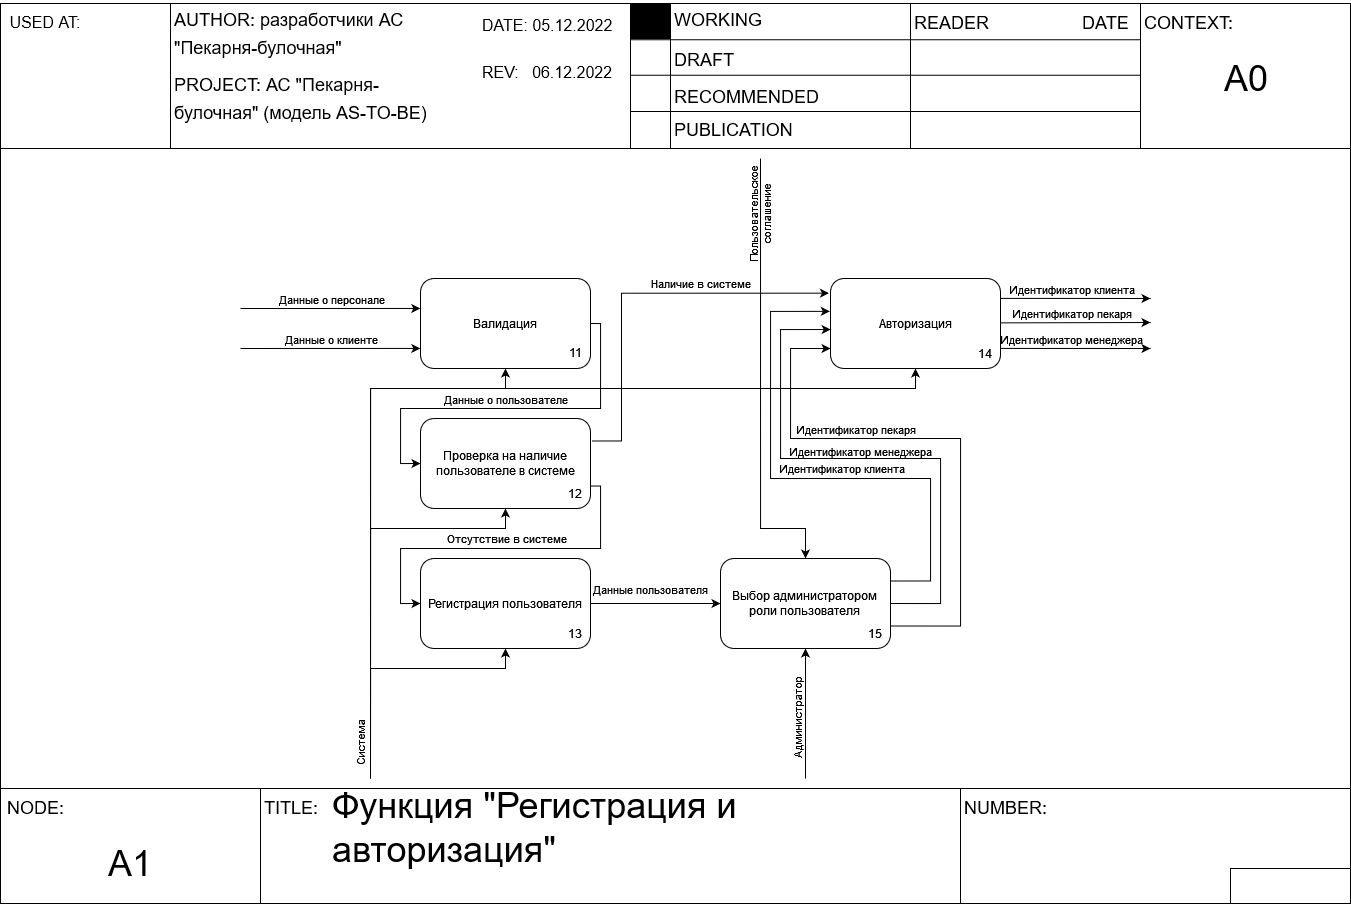 USED AT:
AUTHOR: разработчики АС
"Пекарня-булочная"
PROJECT: АС "Пекарня-
булочная" (модель AS-TO-BE)
DATE: 05.12.2022
REV: 06.12.2022
WORKING
DRAFT
RECOMMENDED
PUBLICATION
READER DATE
CONTEXT:
A0
Пользовательское
соглашение
Данные о персонале
Данные о клиенте
Валидация
11
Наличие в системе
Авторизация
14
Идентификатор клиента
Идентификатор пекаря
Идентификатор менеджера
Данные о пользователе
Проверка на наличие
пользователе в системе
12
Идентификатор пекаря
Идентификатор менеджера
Идентификатор клиента
Отсутствие в системе
Регистрация пользователя
13
Данные пользователя
Выбор администратором
роли пользователя
15
Система
Администратор
NODE:
A1
TITLE: Функция "Регистрация и
авторизация"
NUMBER: